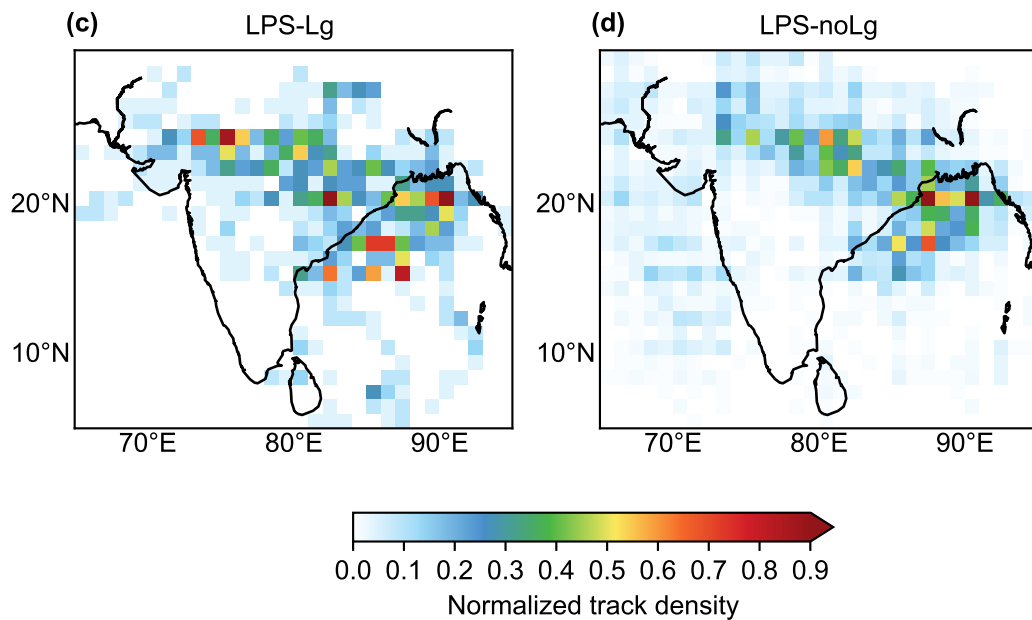 (c) LPS-Lg
(d) LPS-noLg
20°N
20°N
10°N
10°N
70°E 80°E 90°E
70°E 80°E 90°E
0.0 0.1 0.2 0.3 0.4 0.5 0.6 0.7 0.8 0.9
Normalized track density